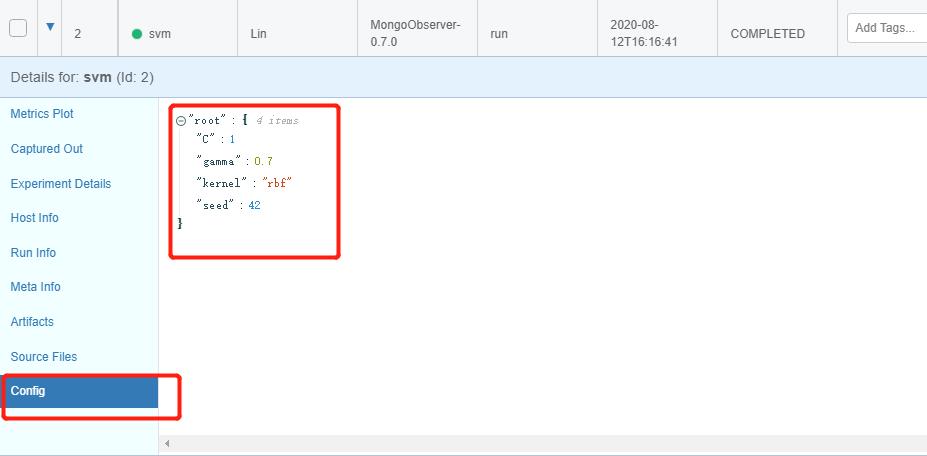 2
svm
Lin
MongoObserver-
0.7.0
run
2020-08-
12T16:16:41
COMPLETED
Add Tags...
Details for: svm (Id: 2)
Metrics Plot
Captured Out
Experiment Details
Host Info
Run Info
Meta Info
Artifacts
Source Files
Config
"root" : { 4 items
"C" : 1
"gamma" : 0.7
"kernel" : "rbf"
"seed" : 42
}